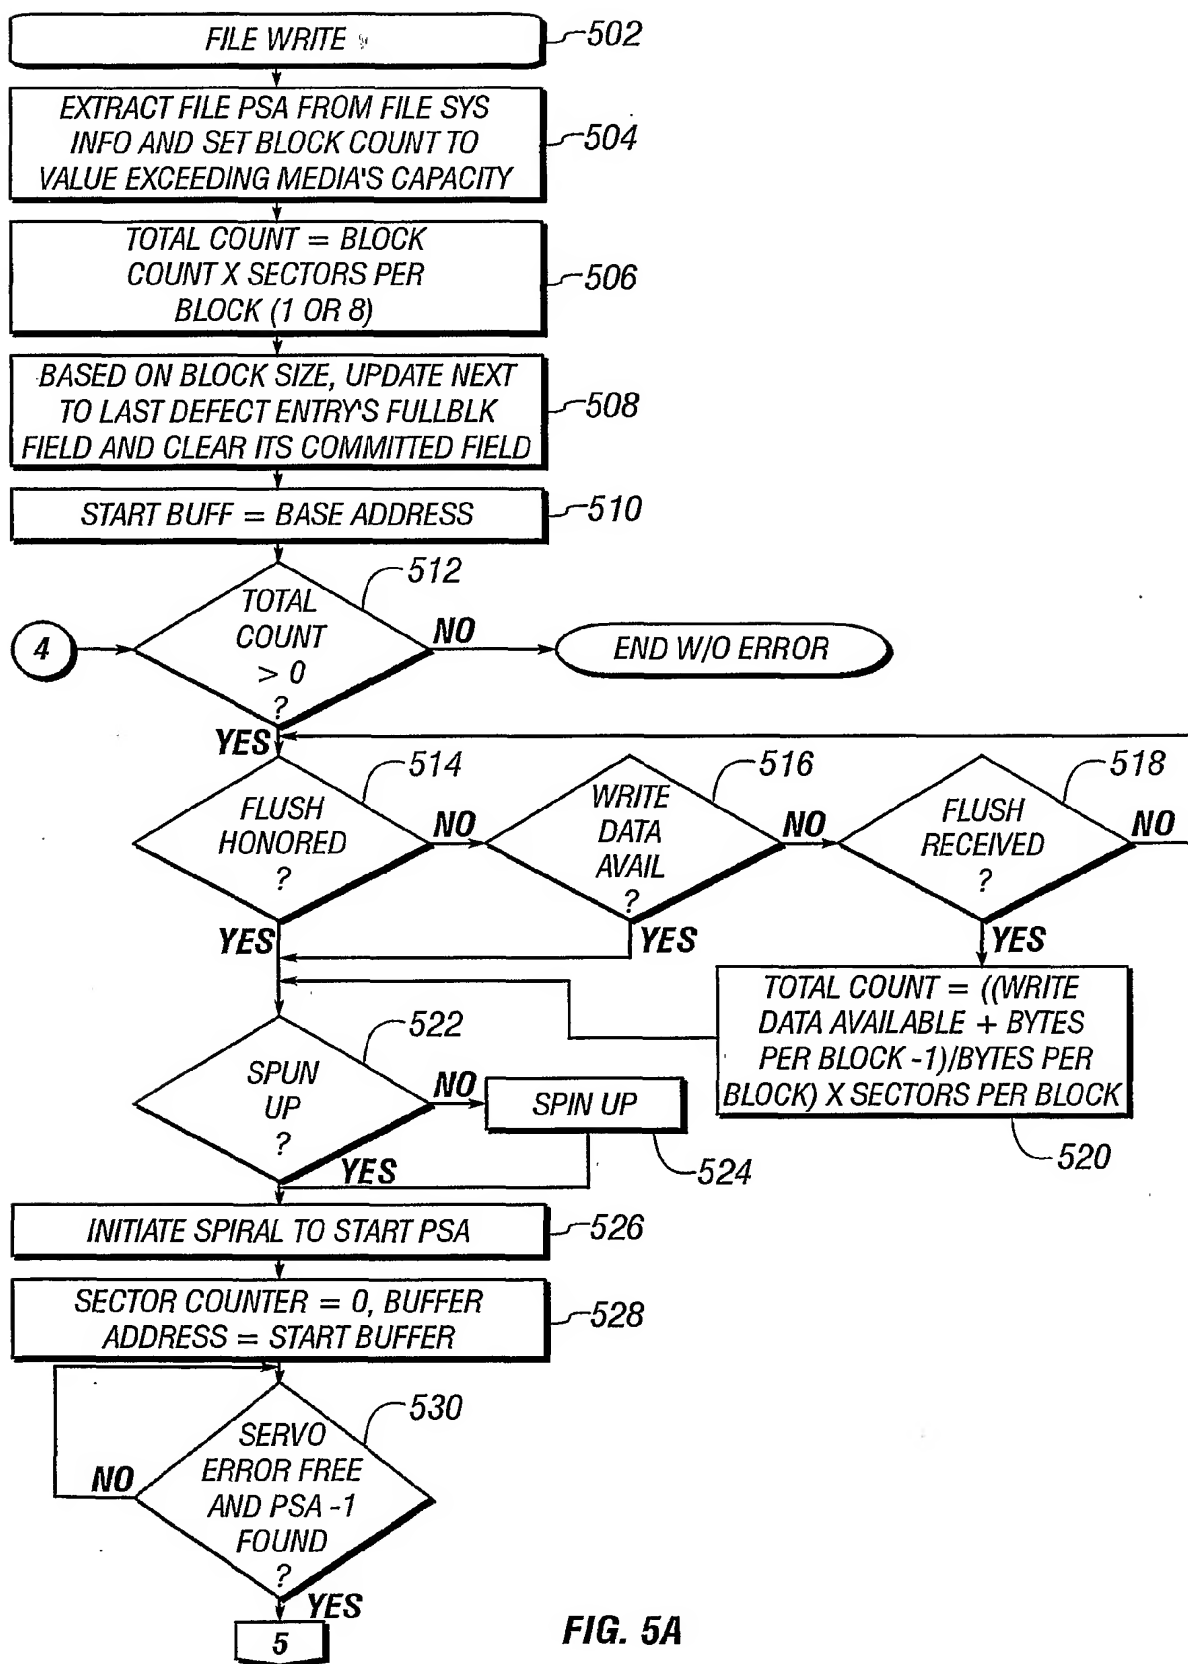 FILE WRITE
502
EXTRACT FILE PSA FROM FILE SYS
INFO AND SET BLOCK COUNT TO
VALUE EXCEEDING MEDIA'S CAPACITY
504
TOTAL COUNT = BLOCK
COUNT X SECTORS PER
BLOCK (1 OR 8)
506
BASED ON BLOCK SIZE, UPDATE NEXT
TO LAST DEFECT ENTRY'S FULLBLK
FIELD AND CLEAR ITS COMMITTED FIELD
508
START BUFF = BASE ADDRESS
510
4
TOTAL
COUNT
> 0
?
512
NO
END W/O ERROR
YES
FLUSH
HONORED
?
514
NO
WRITE
DATA
AVAIL
?
516
NO
FLUSH
RECEIVED
?
518
NO
YES
YES
YES
TOTAL COUNT = ((WRITE
DATA AVAILABLE + BYTES
PER BLOCK -1)/BYTES PER
BLOCK) X SECTORS PER BLOCK
520
SPUN
UP
?
522
NO
SPIN UP
524
YES
INITIATE SPIRAL TO START PSA
526
SECTOR COUNTER = 0, BUFFER
ADDRESS = START BUFFER
528
SERVO
ERROR FREE
AND PSA -1
FOUND
?
530
NO
YES
5
FIG. 5A